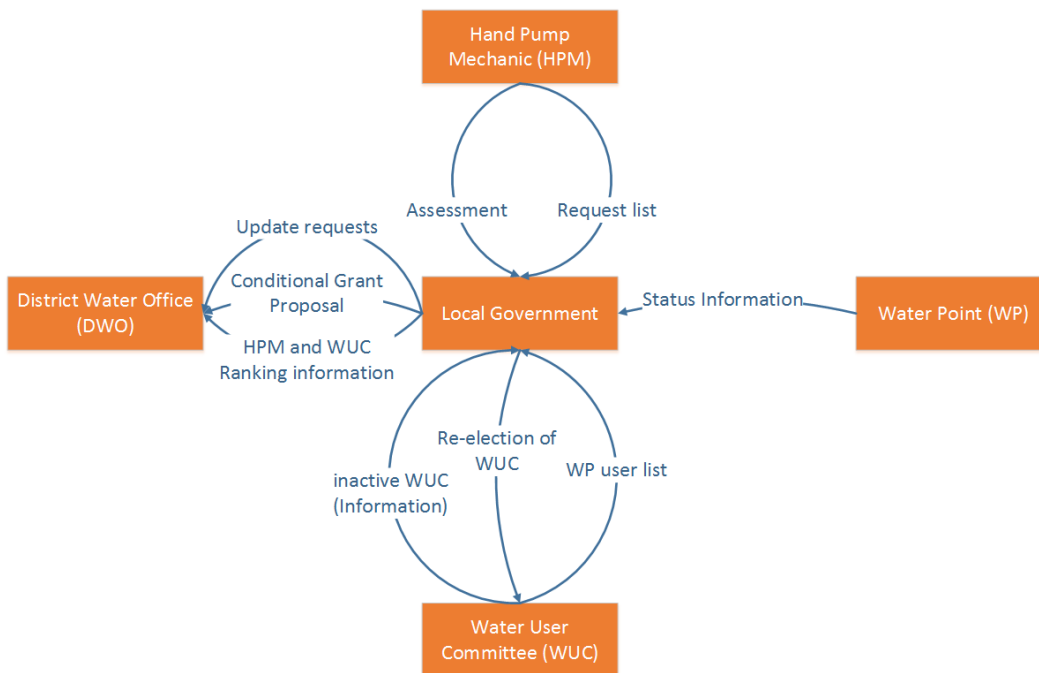 Hand Pump
Mechanic (HPM)
Assessment
Request list
Update requests
Conditional Grant
Proposal
HPM and WUC
Ranking information
District Water Office
(DWO)
Local Government
Status Information
Water Point (WP)
inactive WUC
(Information)
Re-election of
WUC
WP user list
Water User
Committee (WUC)